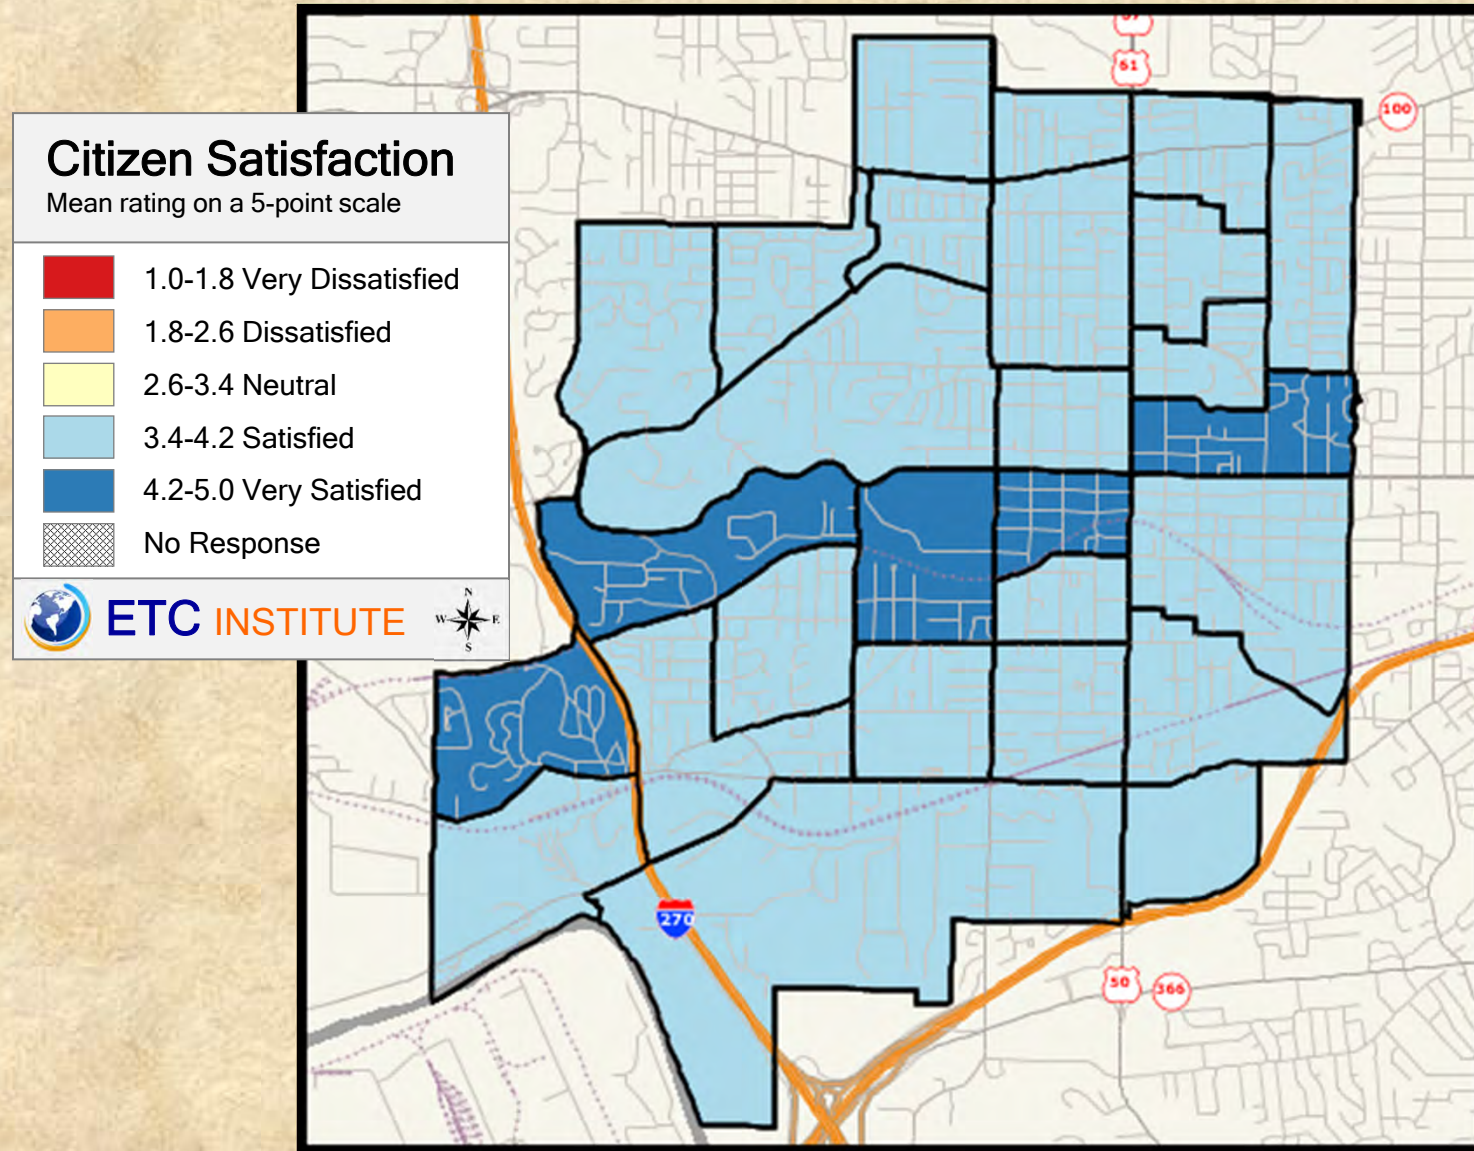 61
100
Citizen Satisfaction
Mean rating on a 5-point scale
1.0-1.8 Very Dissatisfied
1.8-2.6 Dissatisfied
2.6-3.4 Neutral
3.4-4.2 Satisfied
4.2-5.0 Very Satisfied
No Response
ETC INSTITUTE
N
W E
S
270
50
366